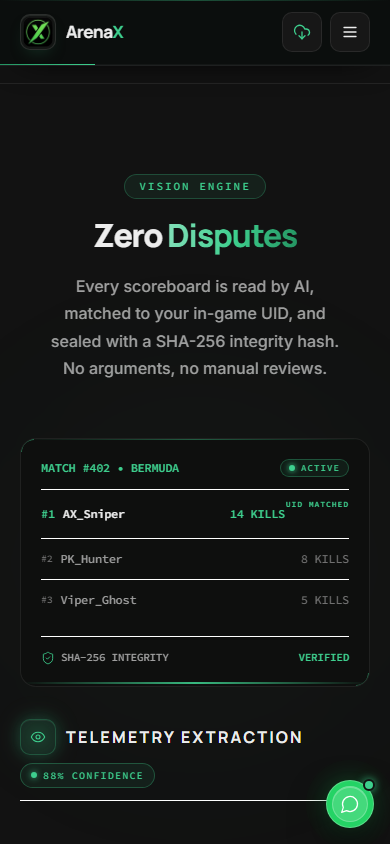 ArenaX
VISION ENGINE
Zero Disputes
Every scoreboard is read by AI,
matched to your in-game UID, and
sealed with a SHA-256 integrity hash.
No arguments, no manual reviews.
MATCH #402 • BERMUDA ACTIVE
#1 AX_Sniper 14 KILLS UID MATCHED
#2 PK_Hunter 8 KILLS
#3 Viper_Ghost 5 KILLS
SHA-256 INTEGRITY VERIFIED
TELEMETRY EXTRACTION
88% CONFIDENCE